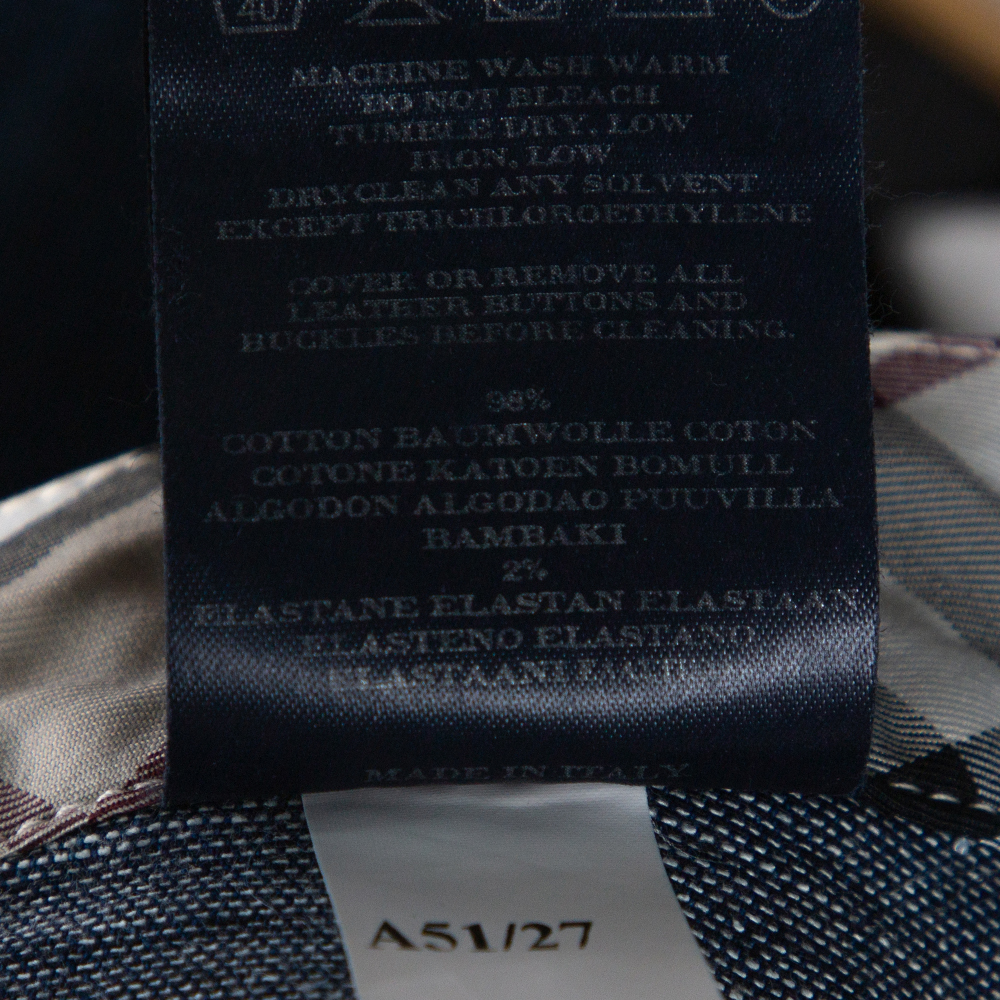 40
MACHINE WASH WARM
DO NOT BLEACH
TUMBLE DRY, LOW
IRON, LOW
DRYCLEAN ANY SOLVENT
EXCEPT TRICHLOROETHYLENE
COVER OR REMOVE ALL
LEATHER BUTTONS AND
BUCKLES BEFORE CLEANING.
98%
COTTON BAUMWOLLE COTON
COTONE KATOEN BOMULL
ALGODON ALGODAO PUUVILLA
BAMBAKI
2%
ELASTANE ELASTAN ELASTAAN
ELASTENO ELASTANO
ELASTAANI
MADE IN ITALY
A51/27